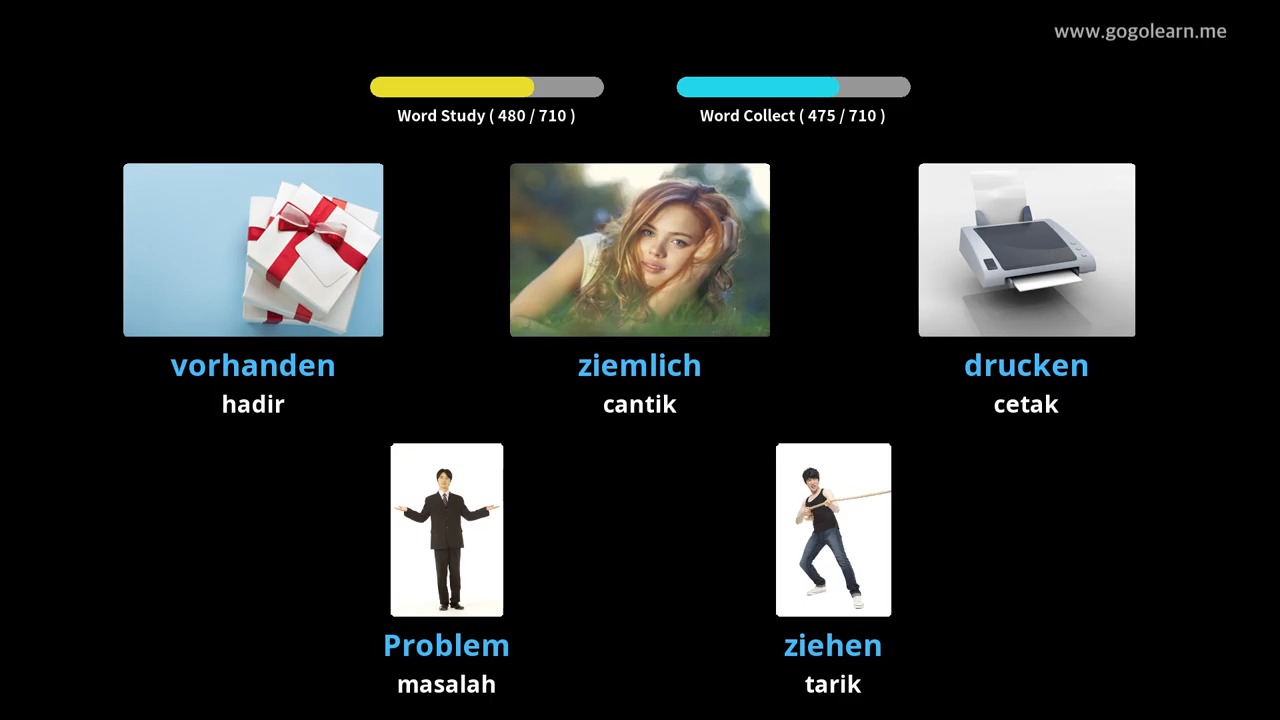 www.gogolearn.me
Word Study ( 480 / 710 )
Word Collect ( 475 / 710 )
vorhanden
hadir
ziemlich
cantik
drucken
cetak
Problem
masalah
ziehen
tarik